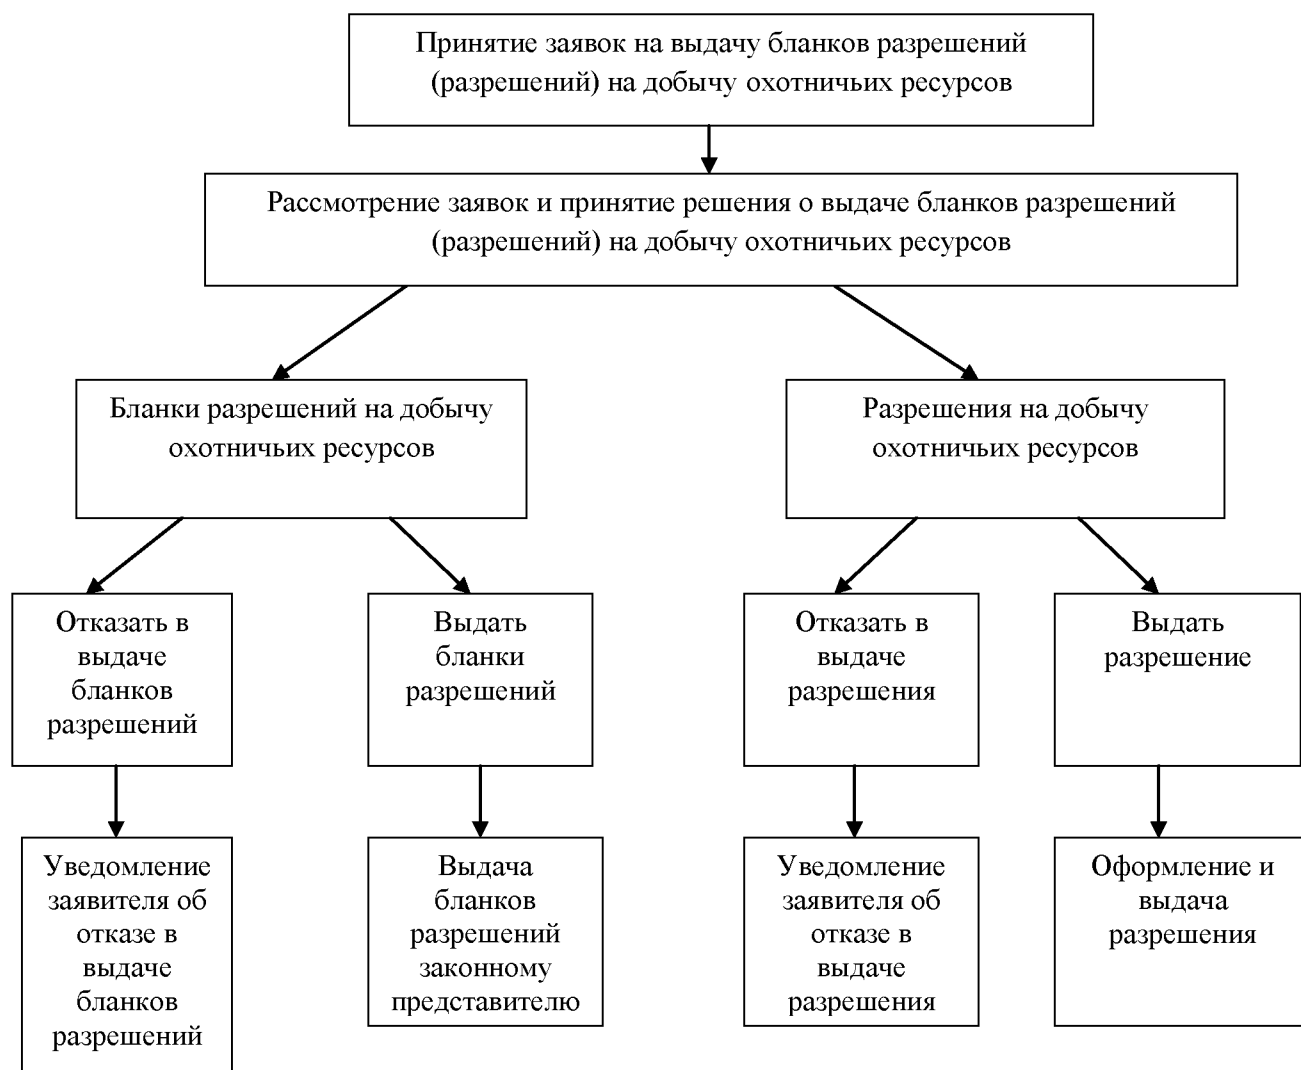 Принятие заявок на выдачу бланков разрешений
(разрешений) на добычу охотничьих ресурсов
Рассмотрение заявок и принятие решения о выдаче бланков разрешений
(разрешений) на добычу охотничьих ресурсов
Бланки разрешений на добычу
охотничьих ресурсов
Разрешения на добычу
охотничьих ресурсов
Отказать в
выдаче
бланков
разрешений
Выдать
бланки
разрешений
Отказать в
выдаче
разрешения
Выдать
разрешение
Уведомление
заявителя об
отказе в
выдаче
бланков
разрешений
Выдача
бланков
разрешений
законному
представителю
Уведомление
заявителя об
отказе в
выдаче
разрешения
Оформление и
выдача
разрешения